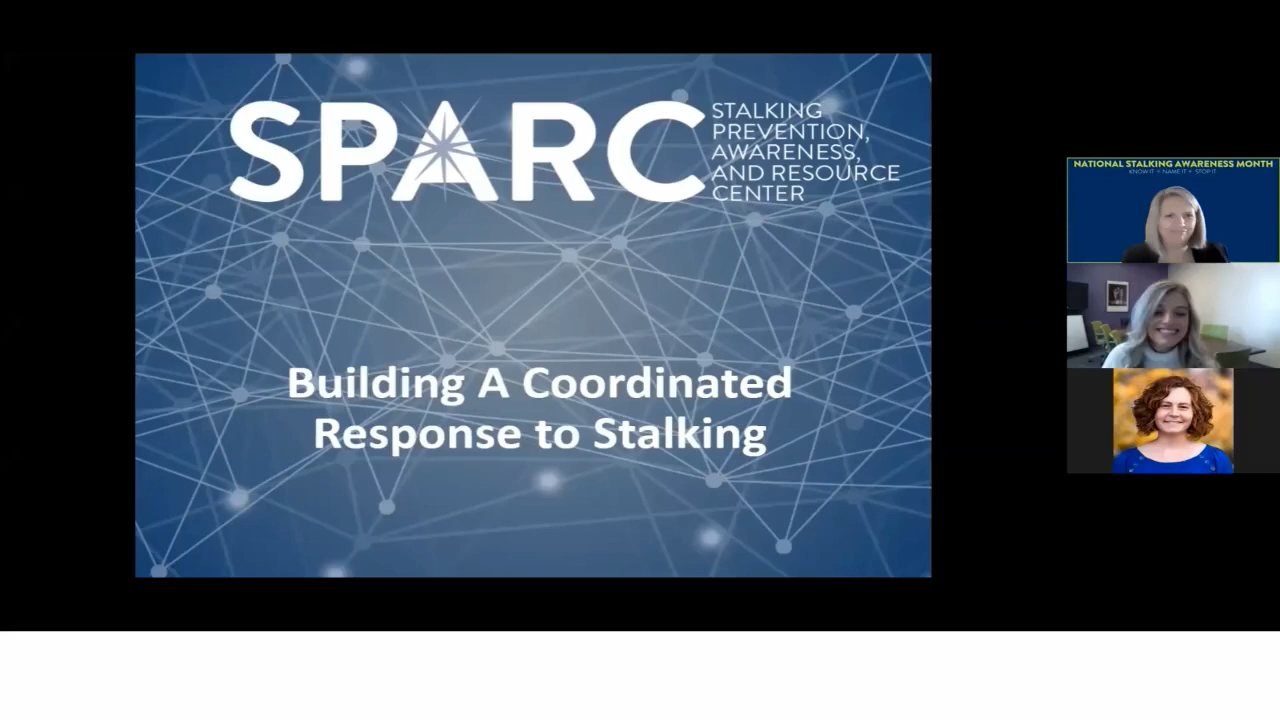 SPARC
STALKING
PREVENTION,
AWARENESS,
AND RESOURCE
CENTER
Building A Coordinated
Response to Stalking
NATIONAL STALKING AWARENESS MONTH
KNOW IT • NAME IT • STOP IT